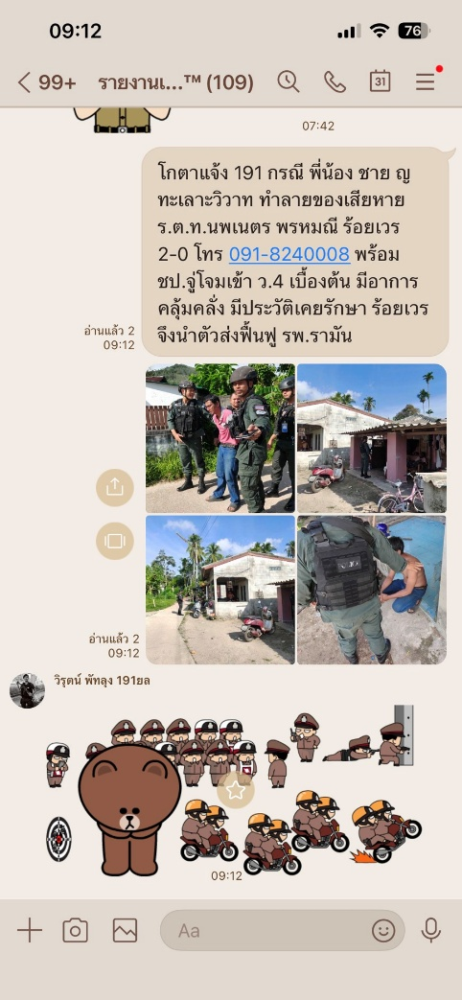 09:12
76
99+ รายงานเ...™ (109)
31
07:42
โกตาแจ้ง 191 กรณี พี่น้อง ชาย ญ
ทะเลาะวิวาท ทำลายของเสียหาย
ร.ต.ท.นพเนตร พรหมณี ร้อยเวร
2-0 โทร 091-8240008 พร้อม
ชป.จู่โจมเข้า ว.4 เบื้องต้น มีอาการ
คลุ้มคลั่ง มีประวัติเคยรักษา ร้อยเวร
จึงนำตัวส่งฟื้นฟู รพ.รามัน
อ่านแล้ว 2
09:12
อ่านแล้ว 2
09:12
วิรุตน์ พัทลุง 191ยล
09:12
Aa